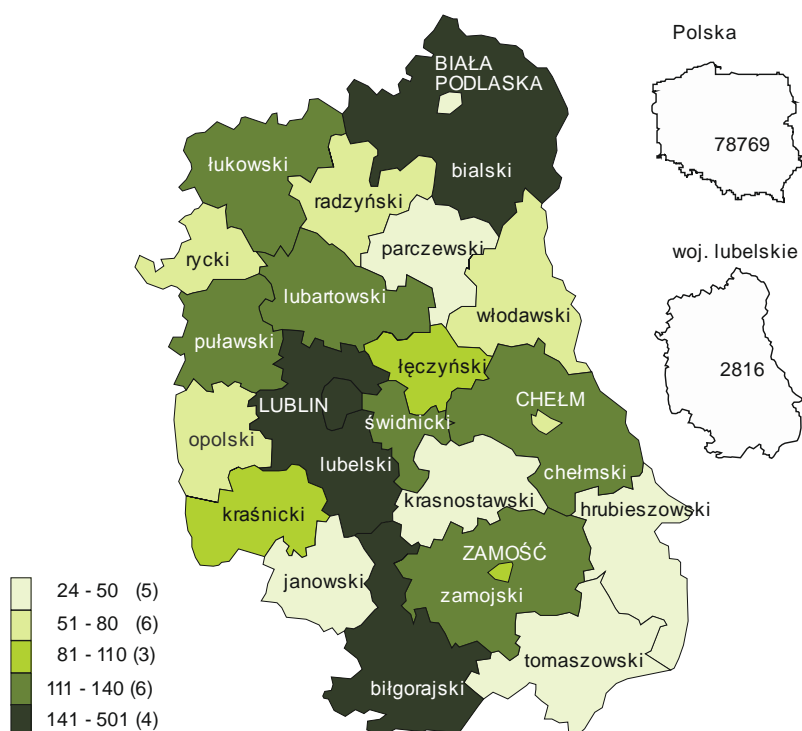 Polska
78769
woj. lubelskie
2816
BIAŁA
PODLASKA
bialski
łukowski
radzyński
parczewski
rycki
lubartowski
włodawski
puławski
łęczyński
LUBLIN
świdnicki
CHEŁM
opolski
lubelski
chełmski
kraśnicki
krasnostawski
hrubieszowski
ZAMOŚĆ
janowski
zamojski
tomaszowski
biłgorajski
24 - 50 (5)
51 - 80 (6)
81 - 110 (3)
111 - 140 (6)
141 - 501 (4)